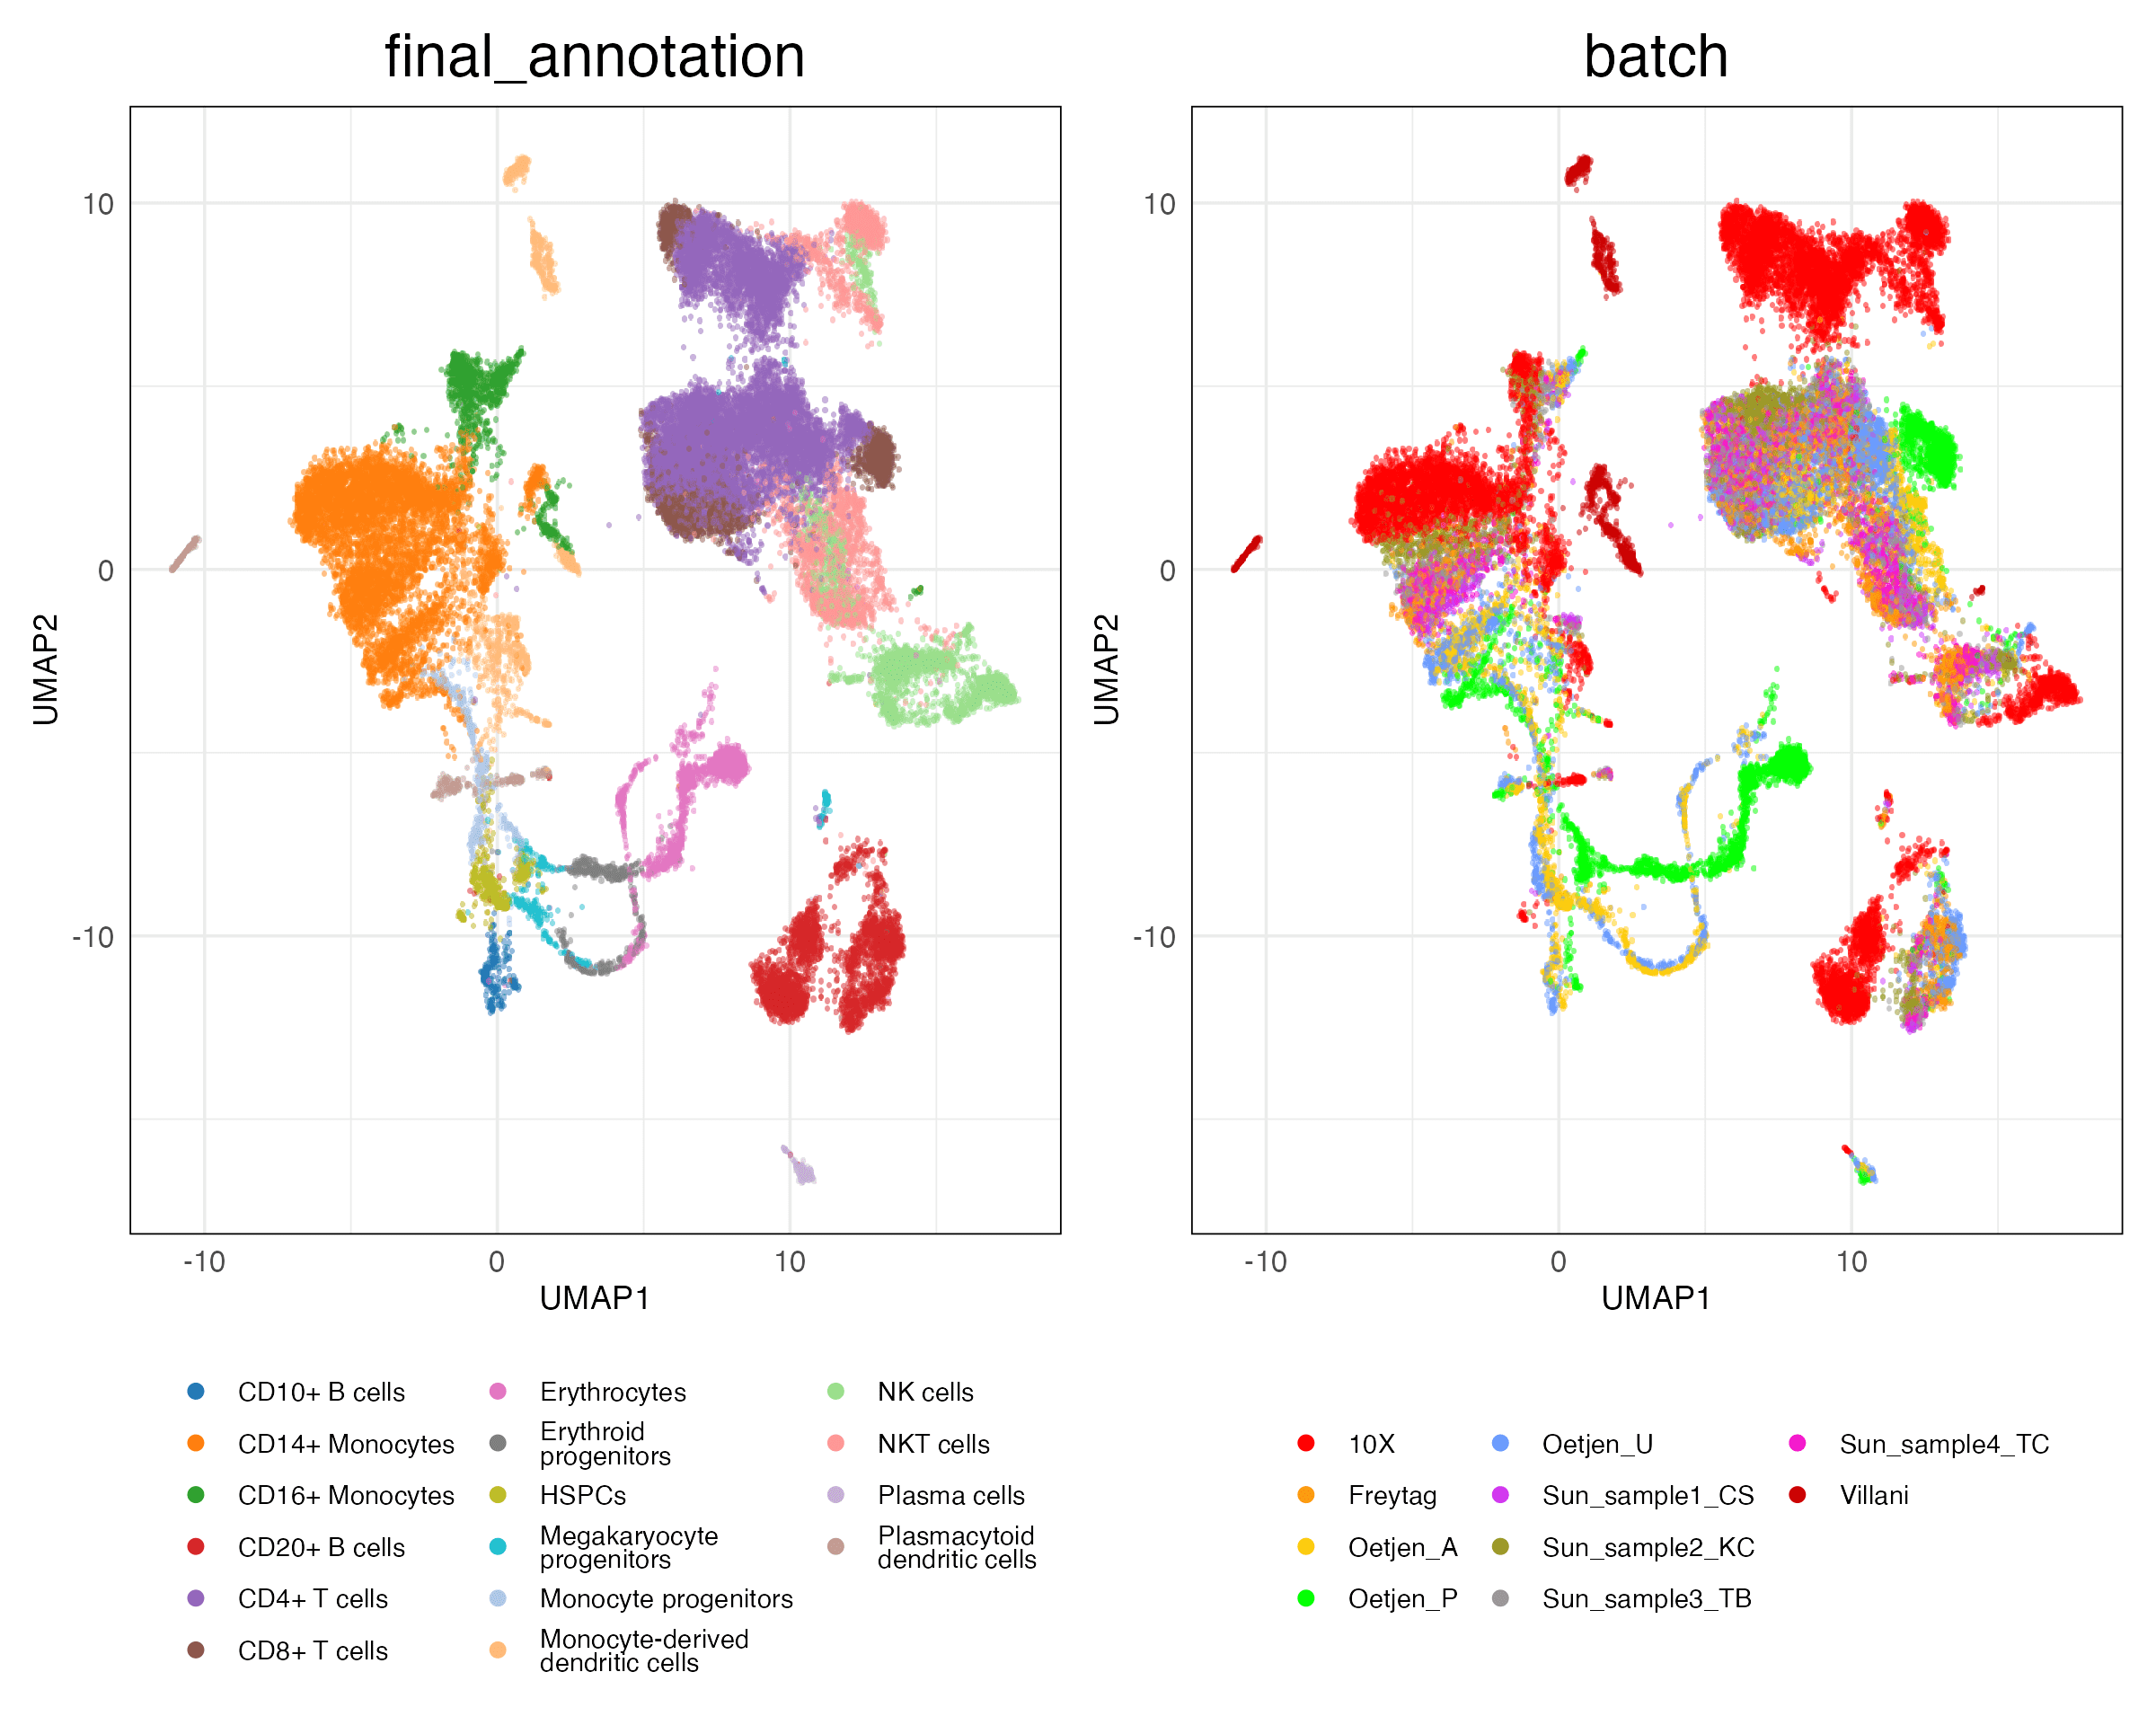 final_annotation
batch
10
0
-10
UMAP2
-10
0
10
UMAP1
10
0
-10
UMAP2
-10
0
10
UMAP1
CD10+ B cells
CD14+ Monocytes
CD16+ Monocytes
CD20+ B cells
CD4+ T cells
CD8+ T cells
Erythrocytes
Erythroid
progenitors
HSPCs
Megakaryocyte
progenitors
Monocyte progenitors
Monocyte-derived
dendritic cells
NK cells
NKT cells
Plasma cells
Plasmacytoid
dendritic cells
10X
Freytag
Oetjen_A
Oetjen_P
Oetjen_U
Sun_sample1_CS
Sun_sample2_KC
Sun_sample3_TB
Sun_sample4_TC
Villani